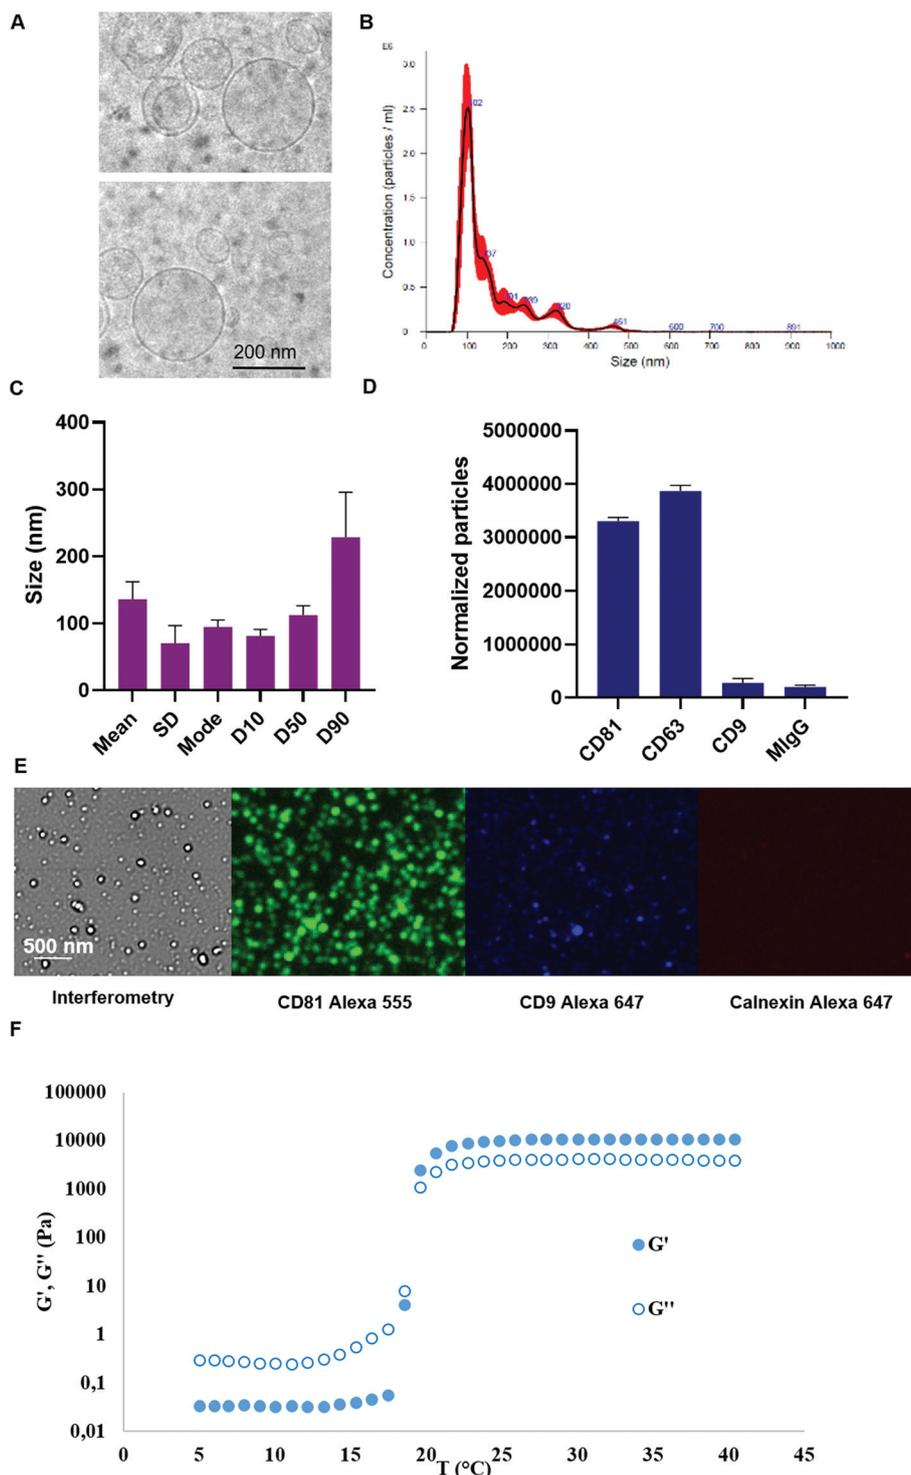 A
B
200 nm
E6
3.0
2.5
2.0
1.5
1.0
0.5
0
Concentration (particles / ml)
461
600
700
891
0 100 200 300 400 500 600 700 800 900 1000
Size (nm)
C
D
400
300
200
100
0
Size (nm)
Mean SD Mode D10 D50 D90
5000000
4000000
3000000
2000000
1000000
0
Normalized particles
CD81 CD63 CD9 MIgG
E
500 nm
Interferometry CD81 Alexa 555 CD9 Alexa 647 Calnexin Alexa 647
F
100000
10000
1000
100
10
1
0,1
0,01
G', G'' (Pa)
G'
G''
0 5 10 15 20 25 30 35 40 45
T (°C)